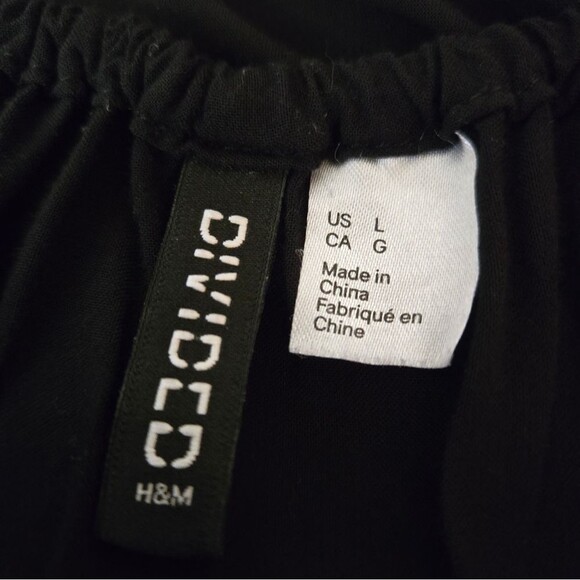 DIVIDED
H&M
US L
CA G
Made in
China
Fabriqué en
Chine